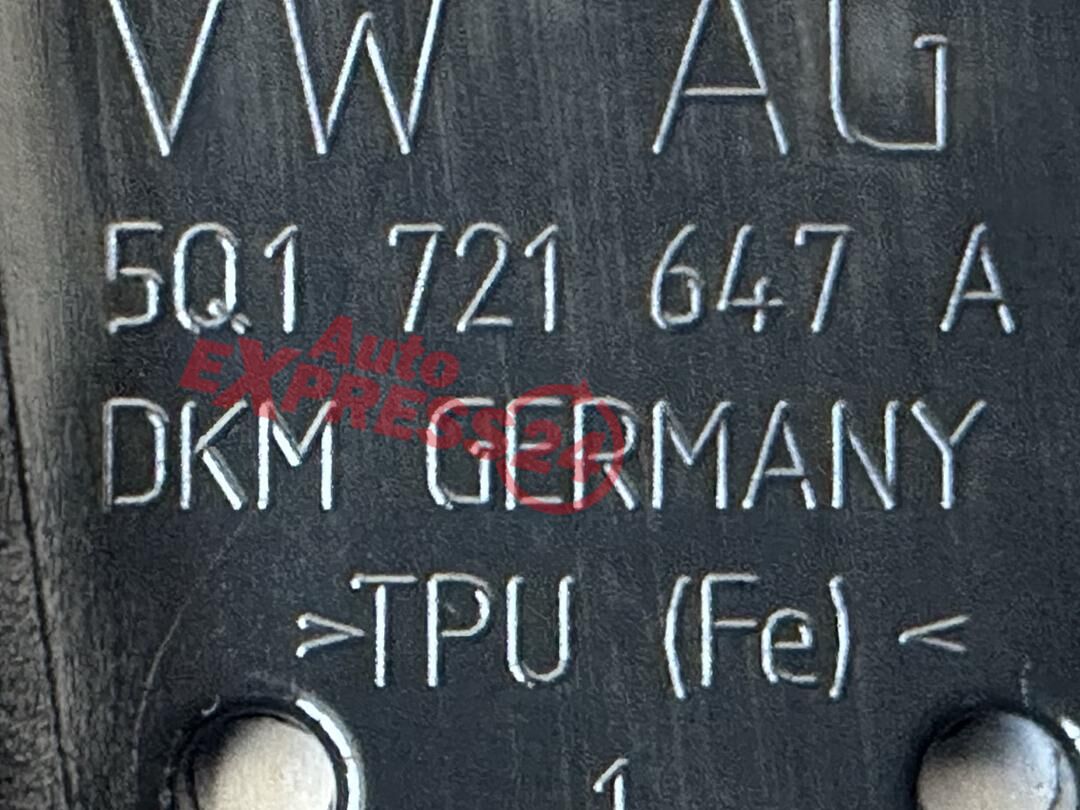 VW AG
5Q1 721 647 A
Auto
EXPRESS24
DKM GERMANY
>TPU (Fe) <
1